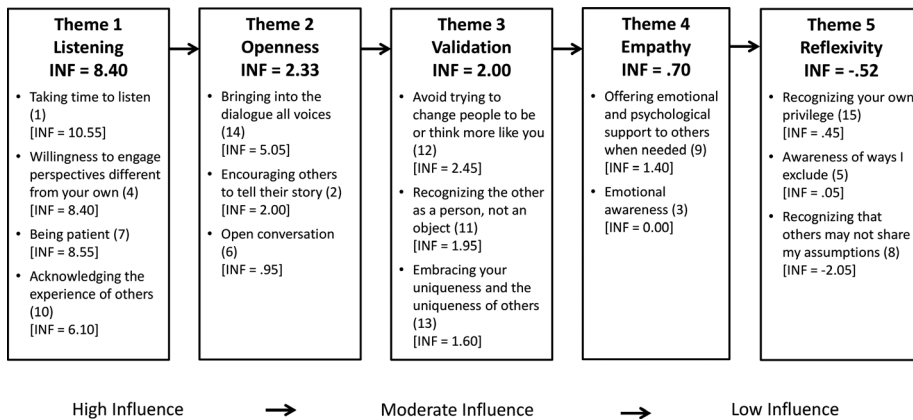 Theme 1
Listening
INF = 8.40
• Taking time to listen
(1)
[INF = 10.55]
• Willingness to engage
perspectives different
from your own (4)
[INF = 8.40]
• Being patient (7)
[INF = 8.55]
• Acknowledging the
experience of others
(10)
[INF = 6.10]
Theme 2
Openness
INF = 2.33
• Bringing into the
dialogue all voices
(14)
[INF = 5.05]
• Encouraging others
to tell their story (2)
[INF = 2.00]
• Open conversation
(6)
[INF = .95]
Theme 3
Validation
INF = 2.00
• Avoid trying to
change people to be
or think more like you
(12)
[INF = 2.45]
• Recognizing the other
as a person, not an
object (11)
[INF = 1.95]
• Embracing your
uniqueness and the
uniqueness of others
(13)
[INF = 1.60]
Theme 4
Empathy
INF = .70
• Offering emotional
and psychological
support to others
when needed (9)
[INF = 1.40]
• Emotional
awareness (3)
[INF = 0.00]
Theme 5
Reflexivity
INF = -.52
• Recognizing your own
privilege (15)
[INF = .45]
• Awareness of ways I
exclude (5)
[INF = .05]
• Recognizing that
others may not share
my assumptions (8)
[INF = -2.05]
High Influence
Moderate Influence
Low Influence